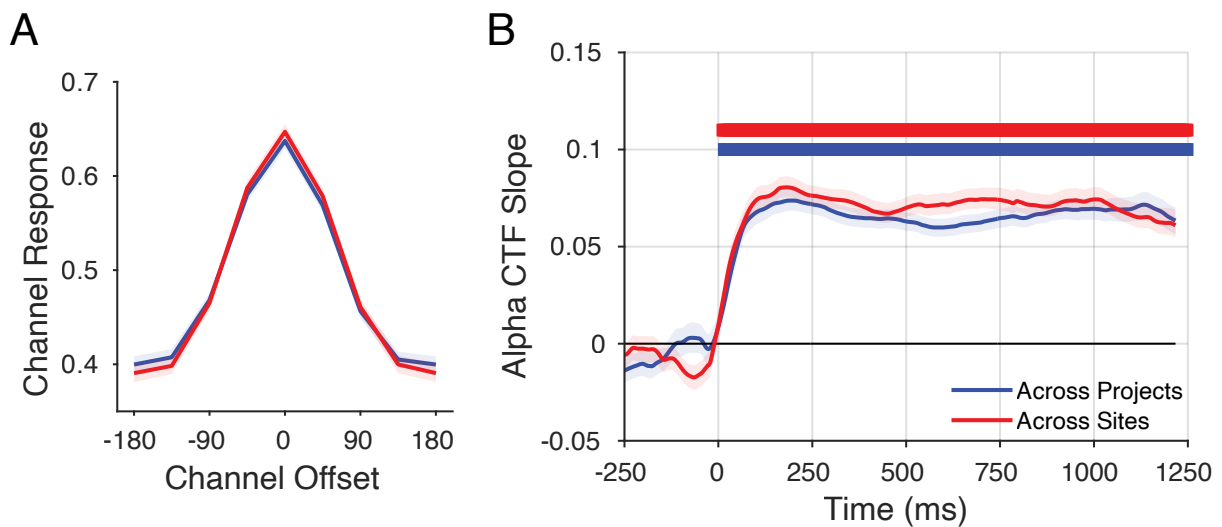 A
Channel Response
0.7
0.6
0.5
0.4
-180
-90
0
90
180
Channel Offset
B
Alpha CTF Slope
0.15
0.1
0.05
0
-0.05
Across Projects
Across Sites
-250
0
250
500
750
1000
1250
Time (ms)